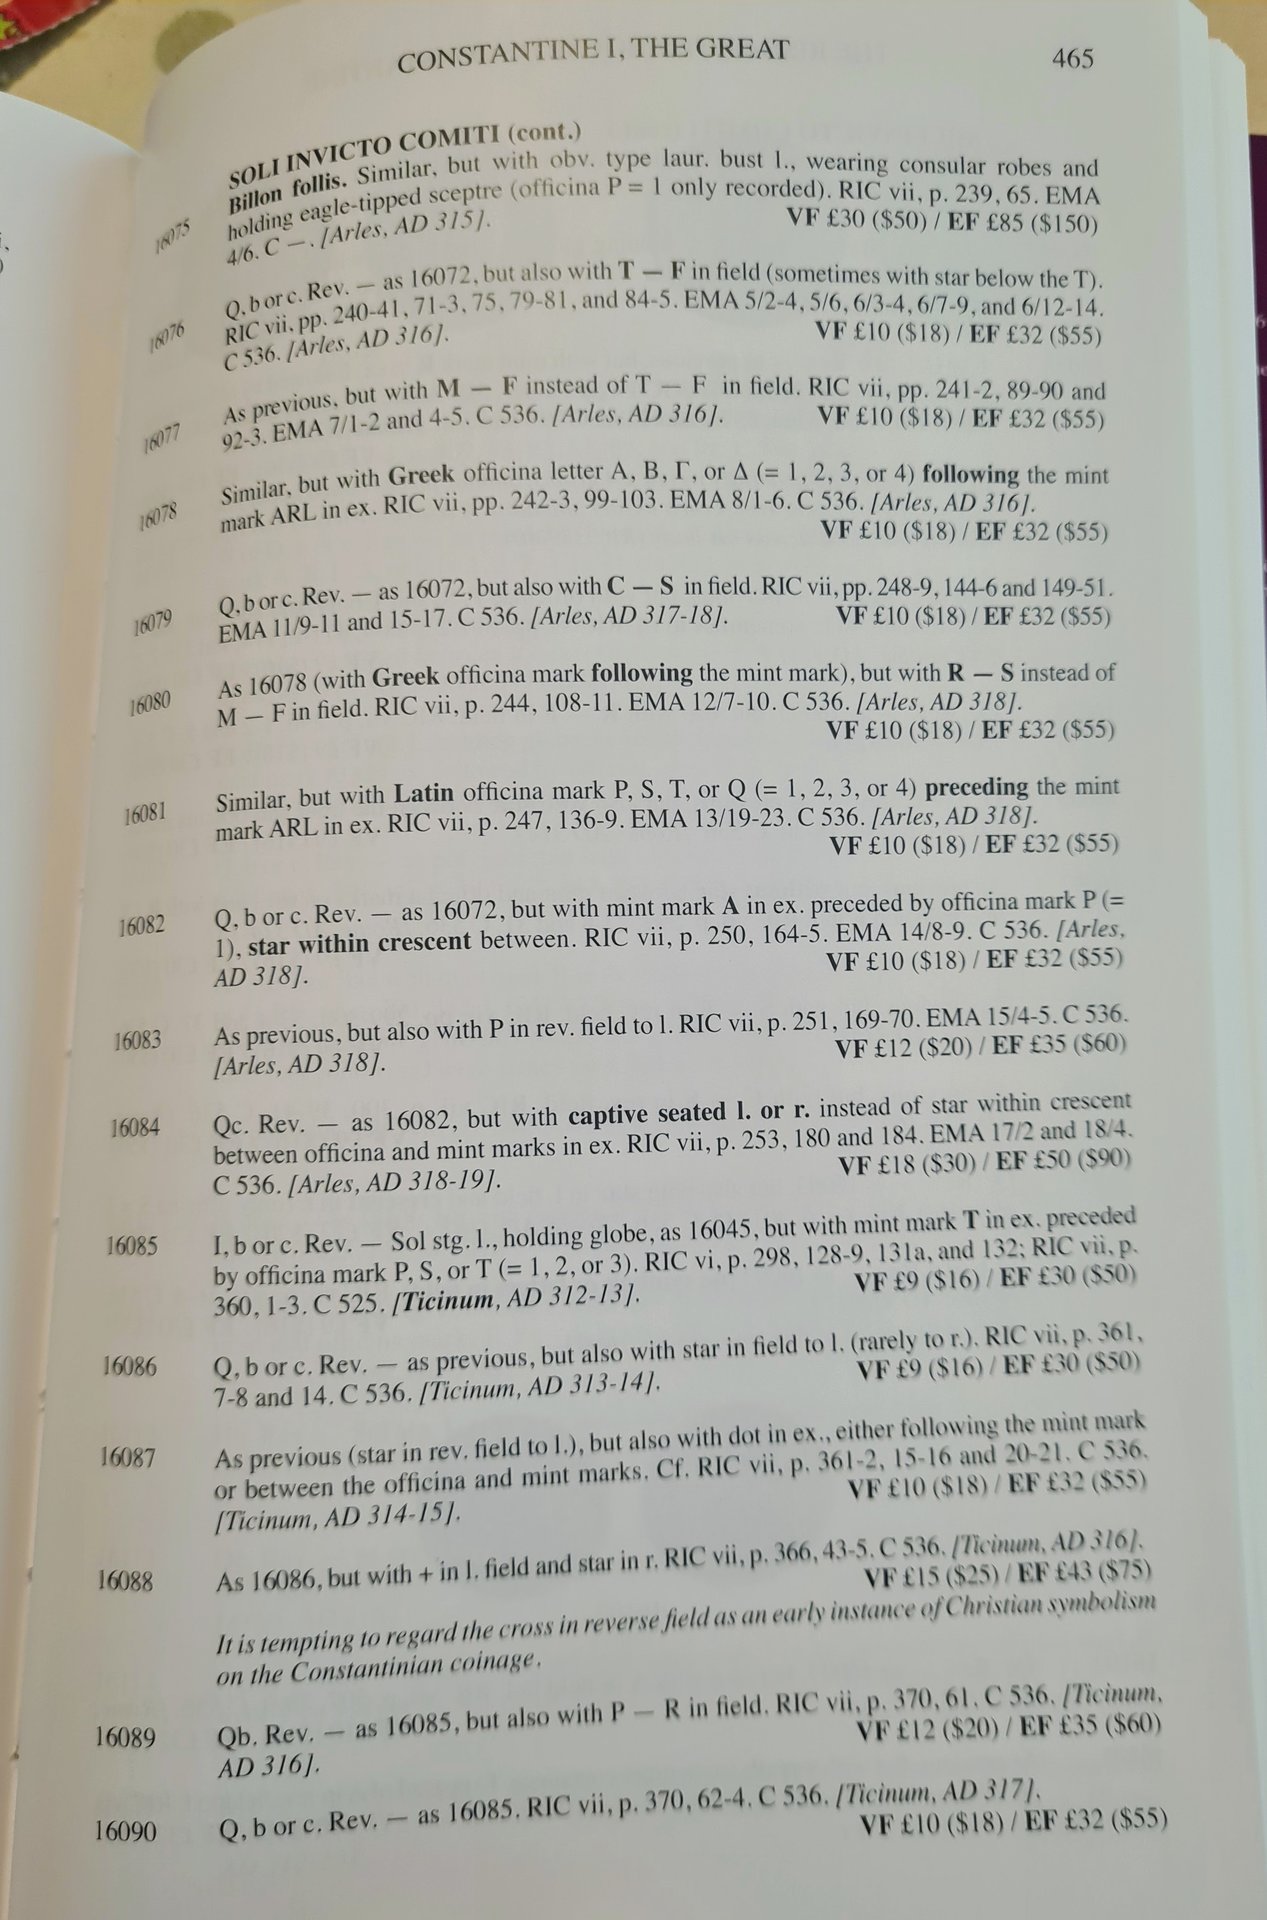 CONSTANTINE I, THE GREAT 465
SOLI INVICTO COMITI (cont.)
16075 Billon follis. Similar, but with obv. type laur. bust l., wearing consular robes and
holding eagle-tipped sceptre (officina P = 1 only recorded). RIC vii, p. 239, 65. EMA
4/6. C —. [Arles, AD 315]. VF £30 ($50) / EF £85 ($150)
16076 Q, b or c. Rev. — as 16072, but also with T — F in field (sometimes with star below the T).
RIC vii, pp. 240-41, 71-3, 75, 79-81, and 84-5. EMA 5/2-4, 5/6, 6/3-4, 6/7-9, and 6/12-14.
C 536. [Arles, AD 316]. VF £10 ($18) / EF £32 ($55)
16077 As previous, but with M — F instead of T — F in field. RIC vii, pp. 241-2, 89-90 and
92-3. EMA 7/1-2 and 4-5. C 536. [Arles, AD 316]. VF £10 ($18) / EF £32 ($55)
16078 Similar, but with Greek officina letter A, B, Γ, or Δ (= 1, 2, 3, or 4) following the mint
mark ARL in ex. RIC vii, pp. 242-3, 99-103. EMA 8/1-6. C 536. [Arles, AD 316].
VF £10 ($18) / EF £32 ($55)
16079 Q, b or c. Rev. — as 16072, but also with C — S in field. RIC vii, pp. 248-9, 144-6 and 149-51.
EMA 11/9-11 and 15-17. C 536. [Arles, AD 317-18]. VF £10 ($18) / EF £32 ($55)
16080 As 16078 (with Greek officina mark following the mint mark), but with R — S instead of
M — F in field. RIC vii, p. 244, 108-11. EMA 12/7-10. C 536. [Arles, AD 318].
VF £10 ($18) / EF £32 ($55)
16081 Similar, but with Latin officina mark P, S, T, or Q (= 1, 2, 3, or 4) preceding the mint
mark ARL in ex. RIC vii, p. 247, 136-9. EMA 13/19-23. C 536. [Arles, AD 318].
VF £10 ($18) / EF £32 ($55)
16082 Q, b or c. Rev. — as 16072, but with mint mark A in ex. preceded by officina mark P (=
1), star within crescent between. RIC vii, p. 250, 164-5. EMA 14/8-9. C 536. [Arles,
AD 318]. VF £10 ($18) / EF £32 ($55)
16083 As previous, but also with P in rev. field to l. RIC vii, p. 251, 169-70. EMA 15/4-5. C 536.
[Arles, AD 318]. VF £12 ($20) / EF £35 ($60)
16084 Qc. Rev. — as 16082, but with captive seated l. or r. instead of star within crescent
between officina and mint marks in ex. RIC vii, p. 253, 180 and 184. EMA 17/2 and 18/4.
C 536. [Arles, AD 318-19]. VF £18 ($30) / EF £50 ($90)
16085 I, b or c. Rev. — Sol stg. l., holding globe, as 16045, but with mint mark T in ex. preceded
by officina mark P, S, or T (= 1, 2, or 3). RIC vi, p. 298, 128-9, 131a, and 132; RIC vii, p.
360, 1-3. C 525. [Ticinum, AD 312-13]. VF £9 ($16) / EF £30 ($50)
16086 Q, b or c. Rev. — as previous, but also with star in field to l. (rarely to r.). RIC vii, p. 361,
7-8 and 14. C 536. [Ticinum, AD 313-14]. VF £9 ($16) / EF £30 ($50)
16087 As previous (star in rev. field to l.), but also with dot in ex., either following the mint mark
or between the officina and mint marks. Cf. RIC vii, p. 361-2, 15-16 and 20-21. C 536.
[Ticinum, AD 314-15]. VF £10 ($18) / EF £32 ($55)
16088 As 16086, but with + in l. field and star in r. RIC vii, p. 366, 43-5. C 536. [Ticinum, AD 316].
VF £15 ($25) / EF £43 ($75)
It is tempting to regard the cross in reverse field as an early instance of Christian symbolism
on the Constantinian coinage.
16089 Qb. Rev. — as 16085, but also with P — R in field. RIC vii, p. 370, 61. C 536. [Ticinum,
AD 316]. VF £12 ($20) / EF £35 ($60)
16090 Q, b or c. Rev. — as 16085. RIC vii, p. 370, 62-4. C 536. [Ticinum, AD 317].
VF £10 ($18) / EF £32 ($55)